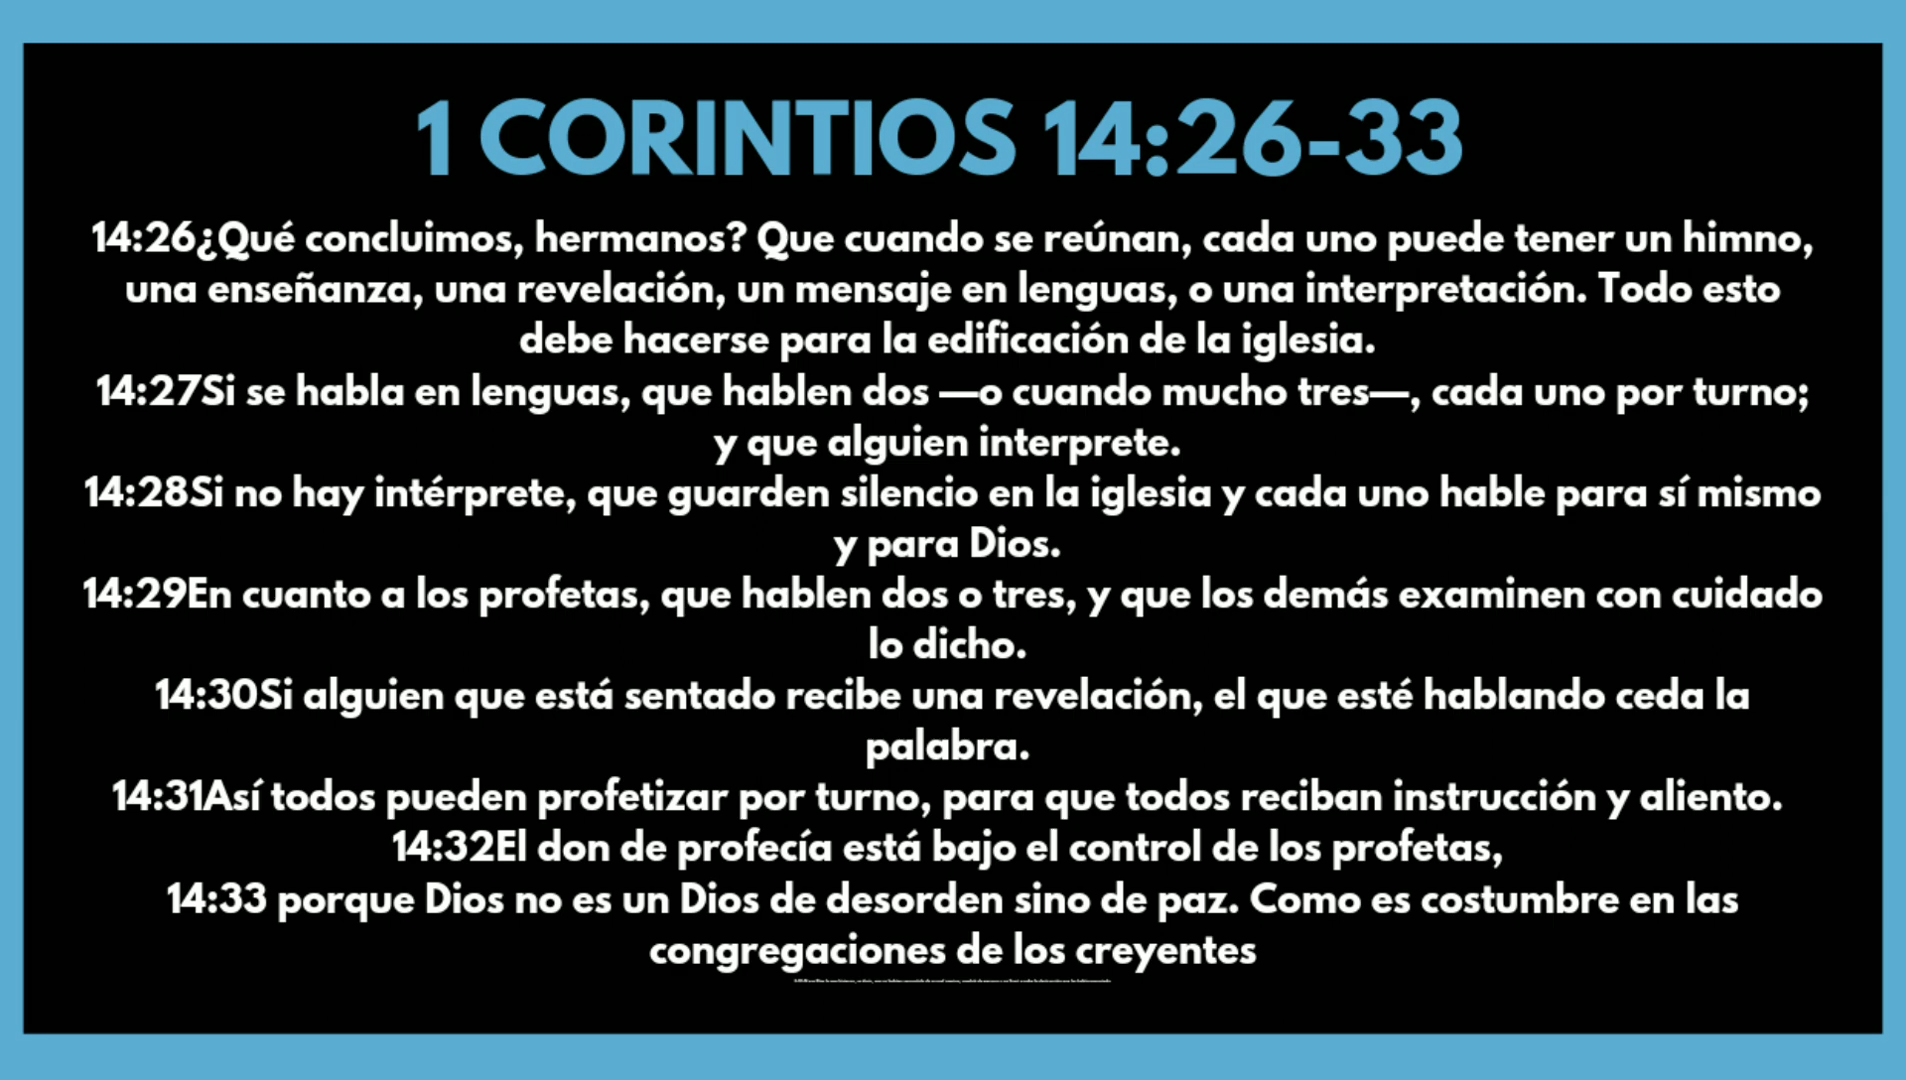 1 CORINTIOS 14:26-33
14:26¿Qué concluimos, hermanos? Que cuando se reúnan, cada uno puede tener un himno,
una enseñanza, una revelación, un mensaje en lenguas, o una interpretación. Todo esto
debe hacerse para la edificación de la iglesia.
14:27Si se habla en lenguas, que hablen dos —o cuando mucho tres—, cada uno por turno;
y que alguien interprete.
14:28Si no hay intérprete, que guarden silencio en la iglesia y cada uno hable para sí mismo
y para Dios.
14:29En cuanto a los profetas, que hablen dos o tres, y que los demás examinen con cuidado
lo dicho.
14:30Si alguien que está sentado recibe una revelación, el que esté hablando ceda la
palabra.
14:31Así todos pueden profetizar por turno, para que todos reciban instrucción y aliento.
14:32El don de profecía está bajo el control de los profetas,
14:33 porque Dios no es un Dios de desorden sino de paz. Como es costumbre en las
congregaciones de los creyentes